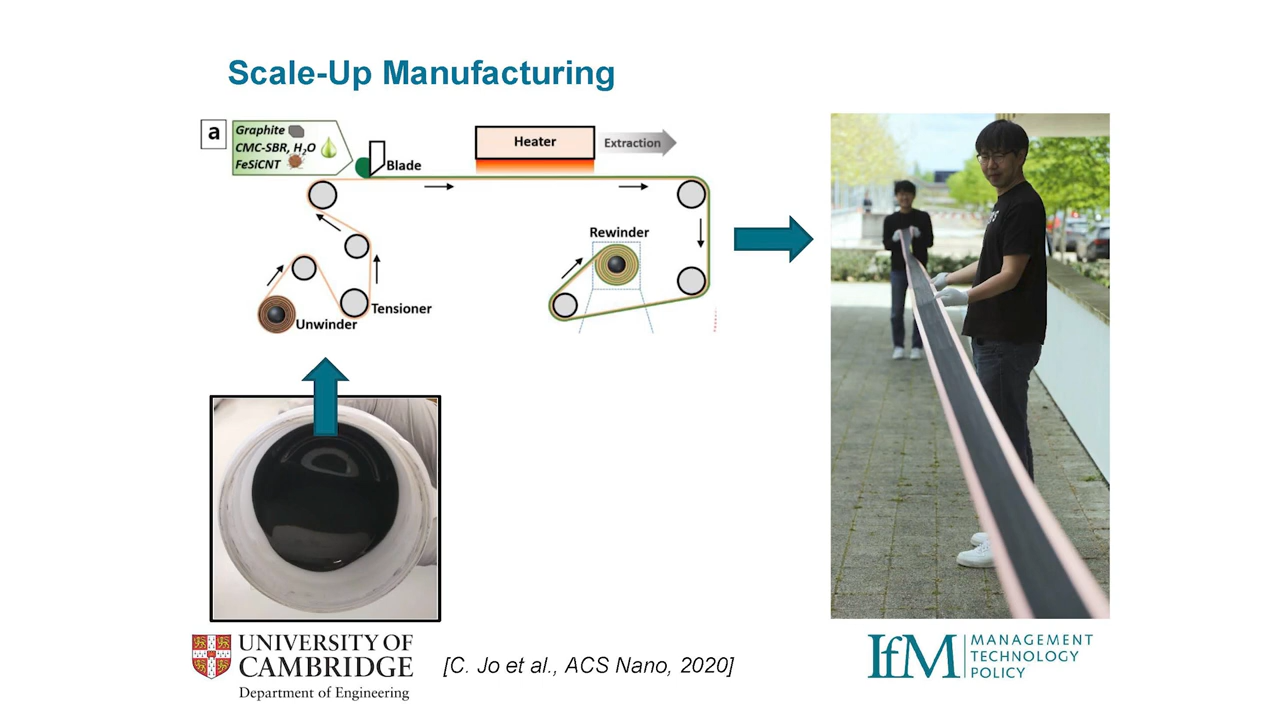 Scale-Up Manufacturing
a
Graphite
CMC-SBR, H2O
FeSiCNT
Blade
Heater
Extraction
Rewinder
Tensioner
Unwinder
UNIVERSITY OF
CAMBRIDGE
Department of Engineering
[C. Jo et al., ACS Nano, 2020]
IfM
MANAGEMENT
TECHNOLOGY
POLICY